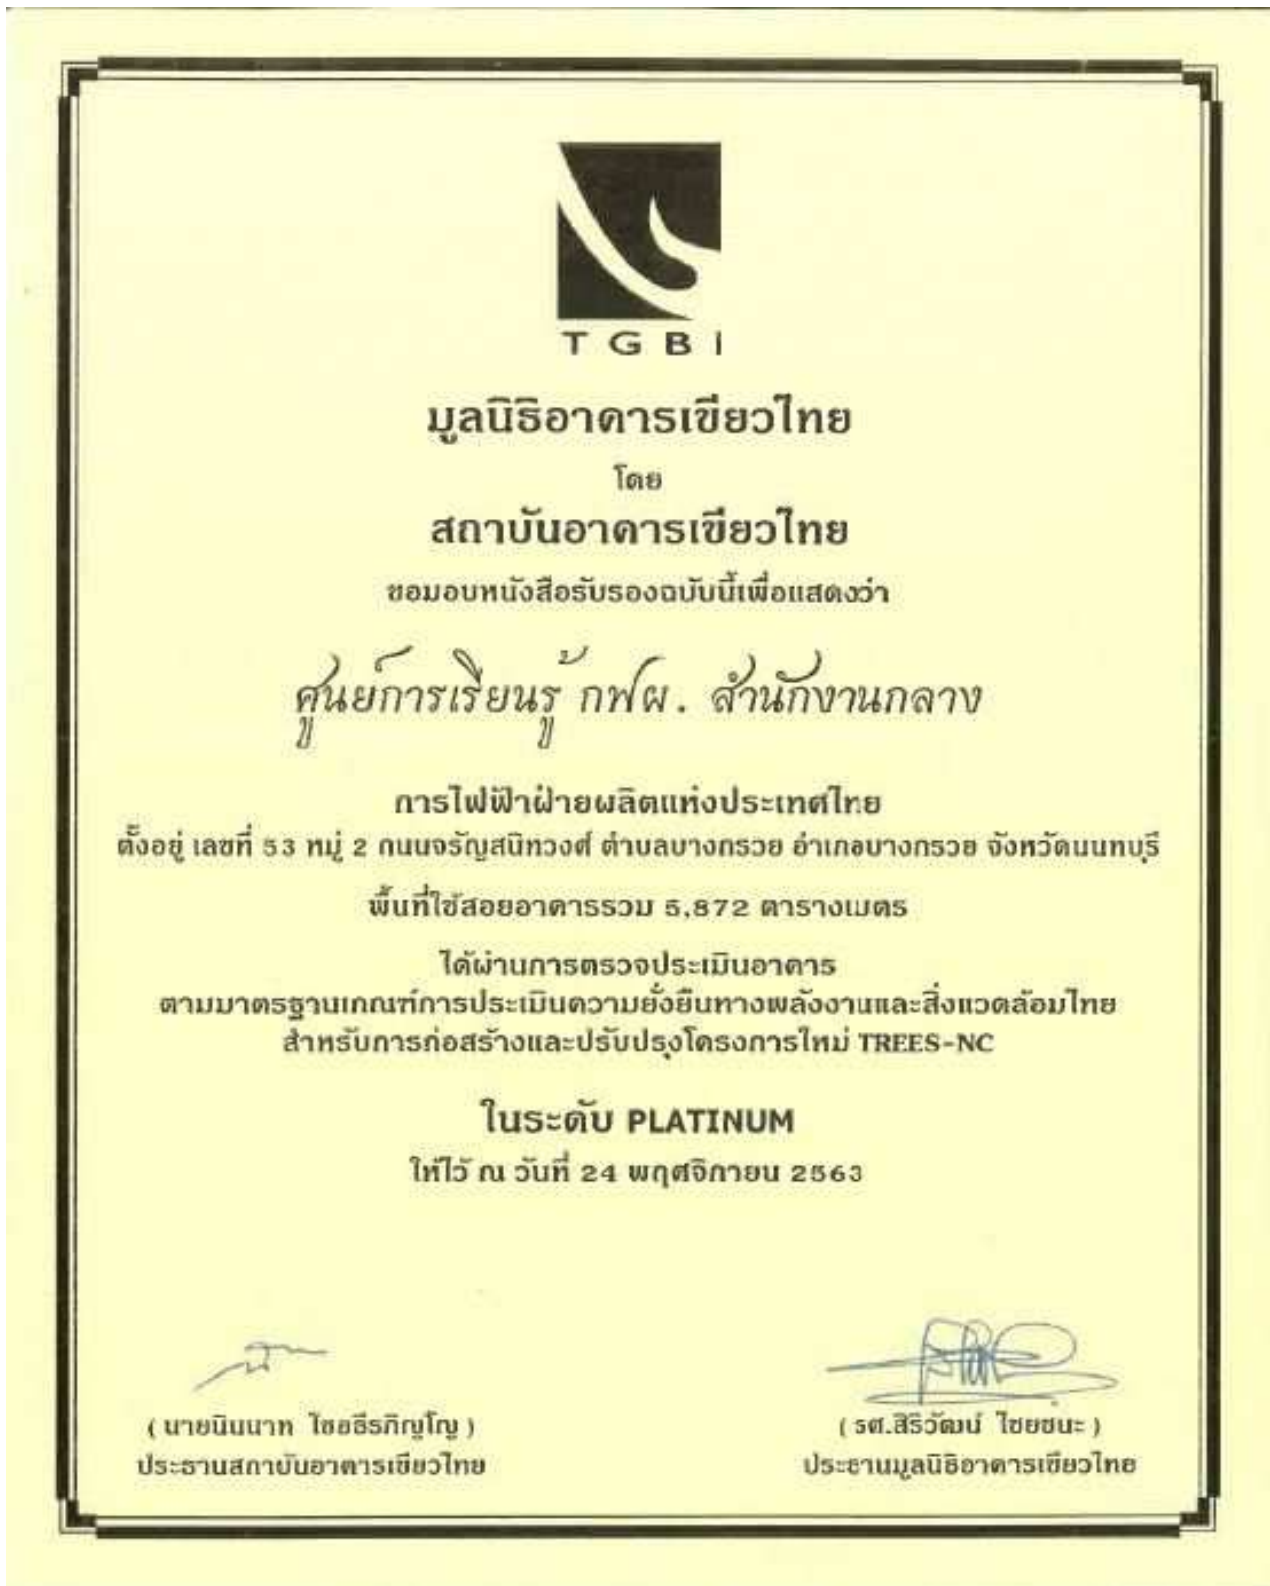 TGBI
มูลนิธิอาคารเขียวไทย
โดย
สถาบันอาคารเขียวไทย
ขอมอบหนังสือรับรองฉบับนี้เพื่อแสดงว่า
ศูนย์การเรียนรู้ กฟผ. สำนักงานกลาง
การไฟฟ้าฝ่ายผลิตแห่งประเทศไทย
ตั้งอยู่ เลขที่ 53 หมู่ 2 ถนนจรัญสนิทวงศ์ ตำบลบางกรวย อำเภอบางกรวย จังหวัดนนทบุรี
พื้นที่ใช้สอยอาคารรวม 5,872 ตารางเมตร
ได้ผ่านการตรวจประเมินอาคาร
ตามมาตรฐานเกณฑ์การประเมินความยั่งยืนทางพลังงานและสิ่งแวดล้อมไทย
สำหรับการก่อสร้างและปรับปรุงโครงการใหม่ TREES-NC
ในระดับ PLATINUM
ให้ไว้ ณ วันที่ 24 พฤศจิกายน 2563
( นายนินนาท ไชยธีรภิญโญ )
ประธานสถาบันอาคารเขียวไทย
( รศ.สิริวัฒน์ ไชยชนะ )
ประธานมูลนิธิอาคารเขียวไทย